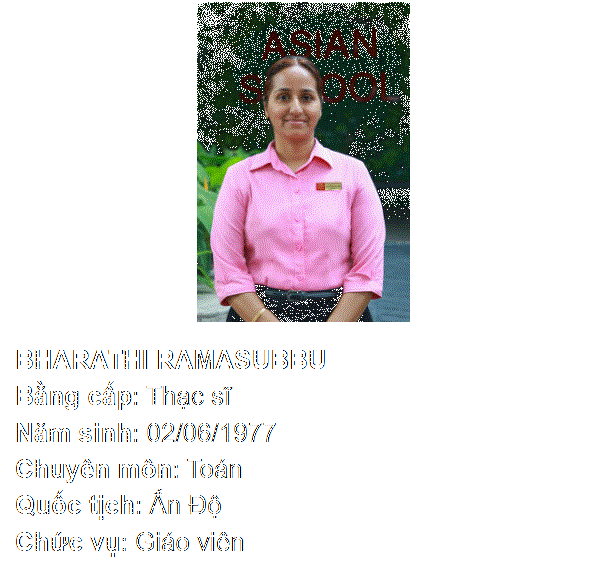 ASIAN
SCHOOL
BHARATHI RAMASUBBU
Bằng cấp: Thạc sĩ
Năm sinh: 02/06/1977
Chuyên môn: Toán
Quốc tịch: Ấn Độ
Chức vụ: Giáo viên